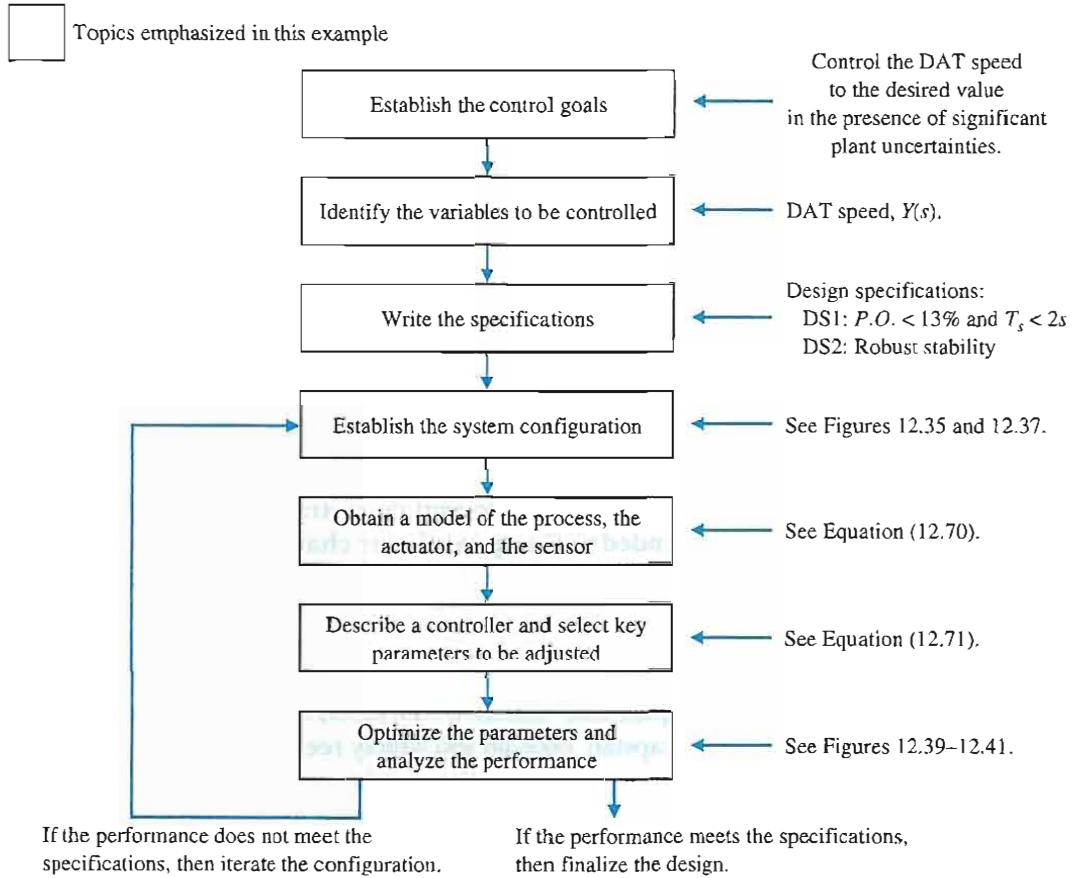 Topics emphasized in this example
Establish the control goals
Control the DAT speed
to the desired value
in the presence of significant
plant uncertainties.
Identify the variables to be controlled
DAT speed, Y(s).
Write the specifications
Design specifications:
DS1: P.O. < 13% and Tₛ < 2s
DS2: Robust stability
Establish the system configuration
See Figures 12.35 and 12.37.
Obtain a model of the process, the
actuator, and the sensor
See Equation (12.70).
Describe a controller and select key
parameters to be adjusted
See Equation (12.71).
Optimize the parameters and
analyze the performance
See Figures 12.39–12.41.
If the performance does not meet the
specifications, then iterate the configuration.
If the performance meets the specifications,
then finalize the design.